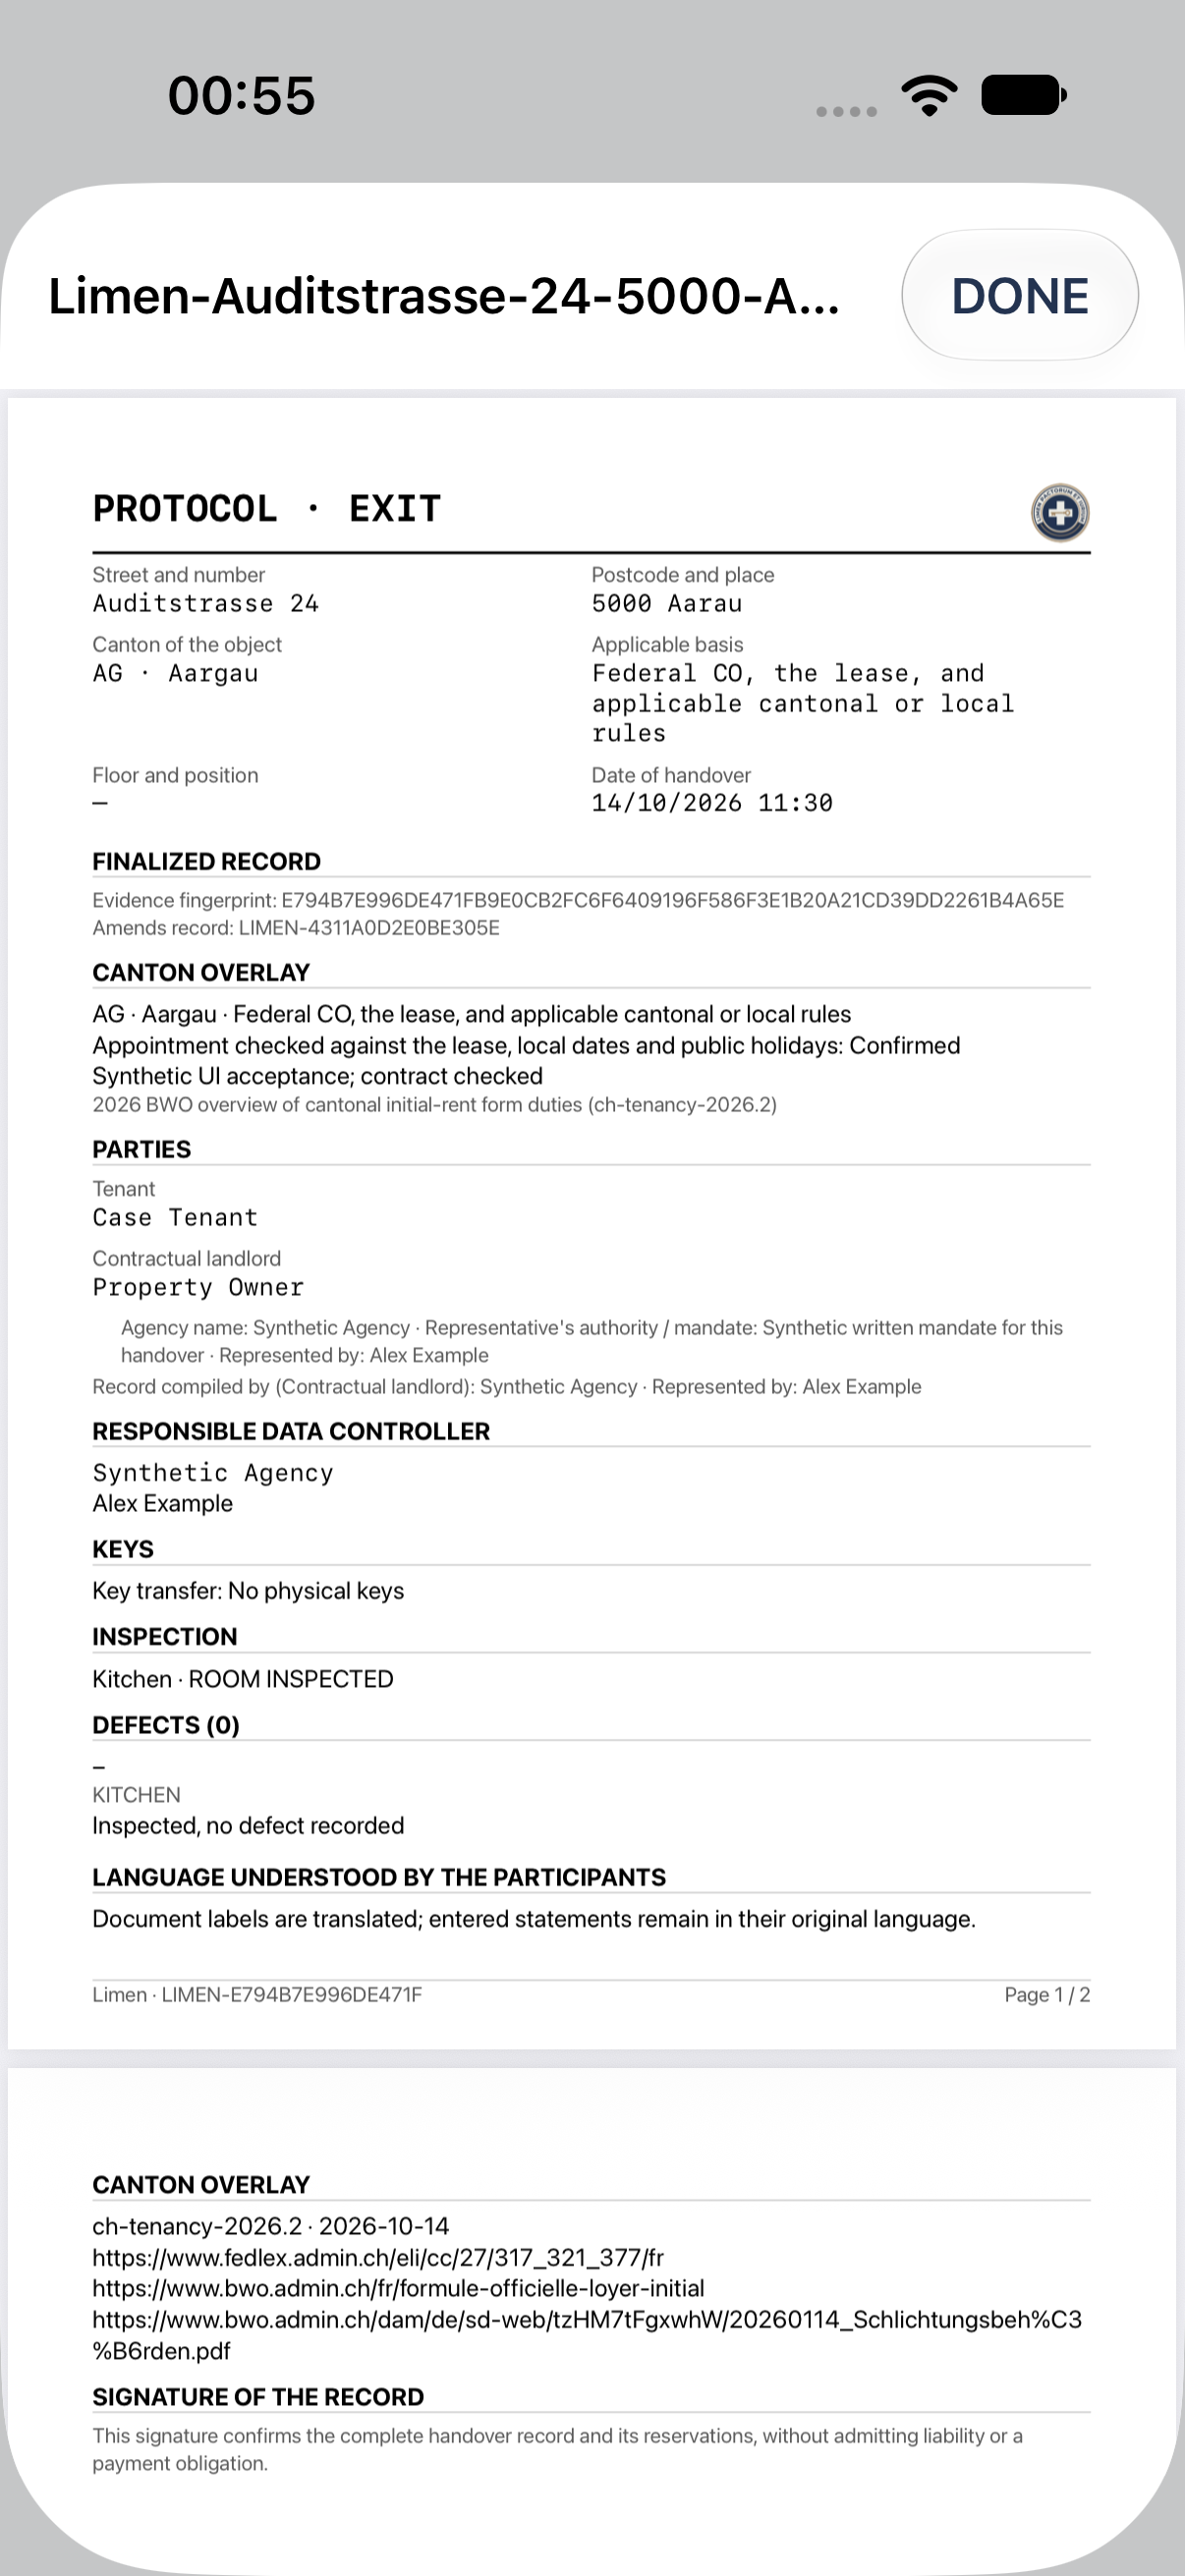 00:55
Limen-Auditstrasse-24-5000-A...
DONE
PROTOCOL · EXIT
Street and number
Postcode and place
Auditstrasse 24
5000 Aarau
Canton of the object
Applicable basis
AG · Aargau
Federal CO, the lease, and
applicable cantonal or local
rules
Floor and position
Date of handover
—
14/10/2026 11:30
FINALIZED RECORD
Evidence fingerprint: E794B7E996DE471FB9E0CB2FC6F6409196F586F3E1B20A21CD39DD2261B4A65E
Amends record: LIMEN-4311A0D2E0BE305E
CANTON OVERLAY
AG · Aargau · Federal CO, the lease, and applicable cantonal or local rules
Appointment checked against the lease, local dates and public holidays: Confirmed
Synthetic UI acceptance; contract checked
2026 BWO overview of cantonal initial-rent form duties (ch-tenancy-2026.2)
PARTIES
Tenant
Case Tenant
Contractual landlord
Property Owner
Agency name: Synthetic Agency · Representative's authority / mandate: Synthetic written mandate for this
handover · Represented by: Alex Example
Record compiled by (Contractual landlord): Synthetic Agency · Represented by: Alex Example
RESPONSIBLE DATA CONTROLLER
Synthetic Agency
Alex Example
KEYS
Key transfer: No physical keys
INSPECTION
Kitchen · ROOM INSPECTED
DEFECTS (0)
–
KITCHEN
Inspected, no defect recorded
LANGUAGE UNDERSTOOD BY THE PARTICIPANTS
Document labels are translated; entered statements remain in their original language.
Limen · LIMEN-E794B7E996DE471F
Page 1 / 2
CANTON OVERLAY
ch-tenancy-2026.2 · 2026-10-14
https://www.fedlex.admin.ch/eli/cc/27/317_321_377/fr
https://www.bwo.admin.ch/fr/formule-officielle-loyer-initial
https://www.bwo.admin.ch/dam/de/sd-web/tzHM7tFgxwhW/20260114_Schlichtungsbeh%C3
%B6rden.pdf
SIGNATURE OF THE RECORD
This signature confirms the complete handover record and its reservations, without admitting liability or a
payment obligation.